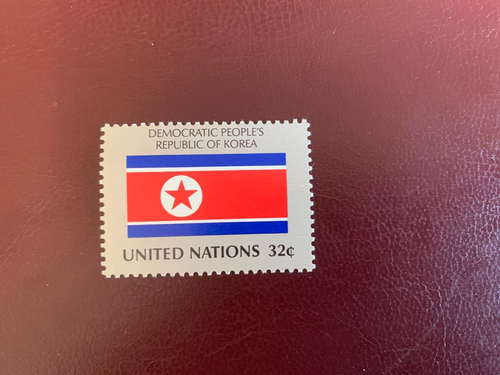 DEMOCRATIC PEOPLE'S
REPUBLIC OF KOREA
UNITED NATIONS 32¢